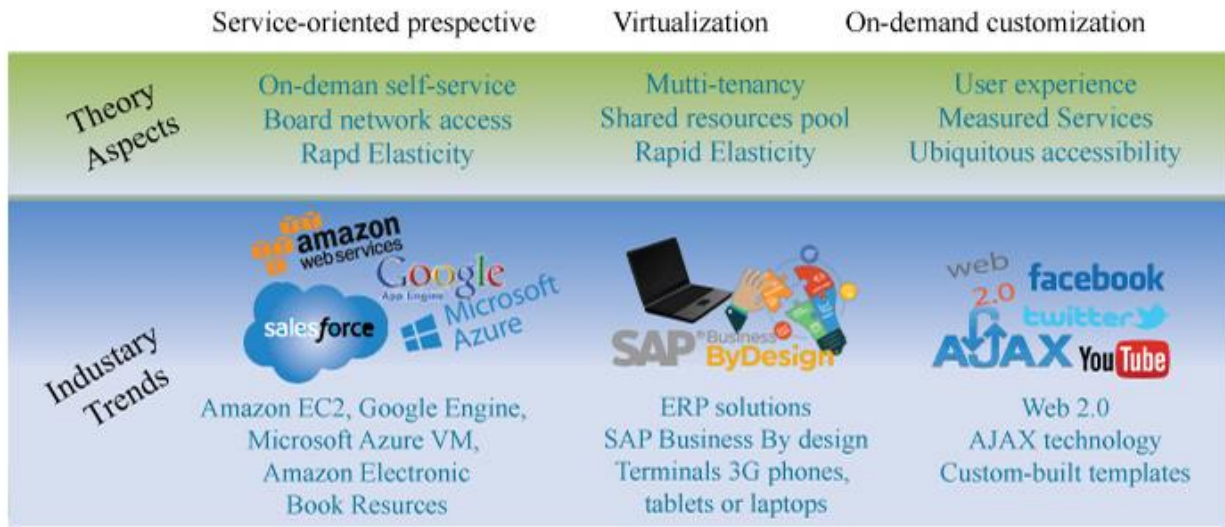 Service-oriented prespective
Virtualization
On-demand customization
Theory
Aspects
On-deman self-service
Board network access
Rapd Elasticity
Mutti-tenancy
Shared resources pool
Rapid Elasticity
User experience
Measured Services
Ubiquitous accessibility
Industary
Trends
amazon
webservices
Google
App Engine
salesforce
Microsoft
Azure
Amazon EC2, Google Engine,
Microsoft Azure VM,
Amazon Electronic
Book Resurces
SAP®Business
ByDesign
ERP solutions
SAP Business By design
Terminals 3G phones,
tablets or laptops
web
2.0
facebook
twitter
AJAX
YouTube
Web 2.0
AJAX technology
Custom-built templates